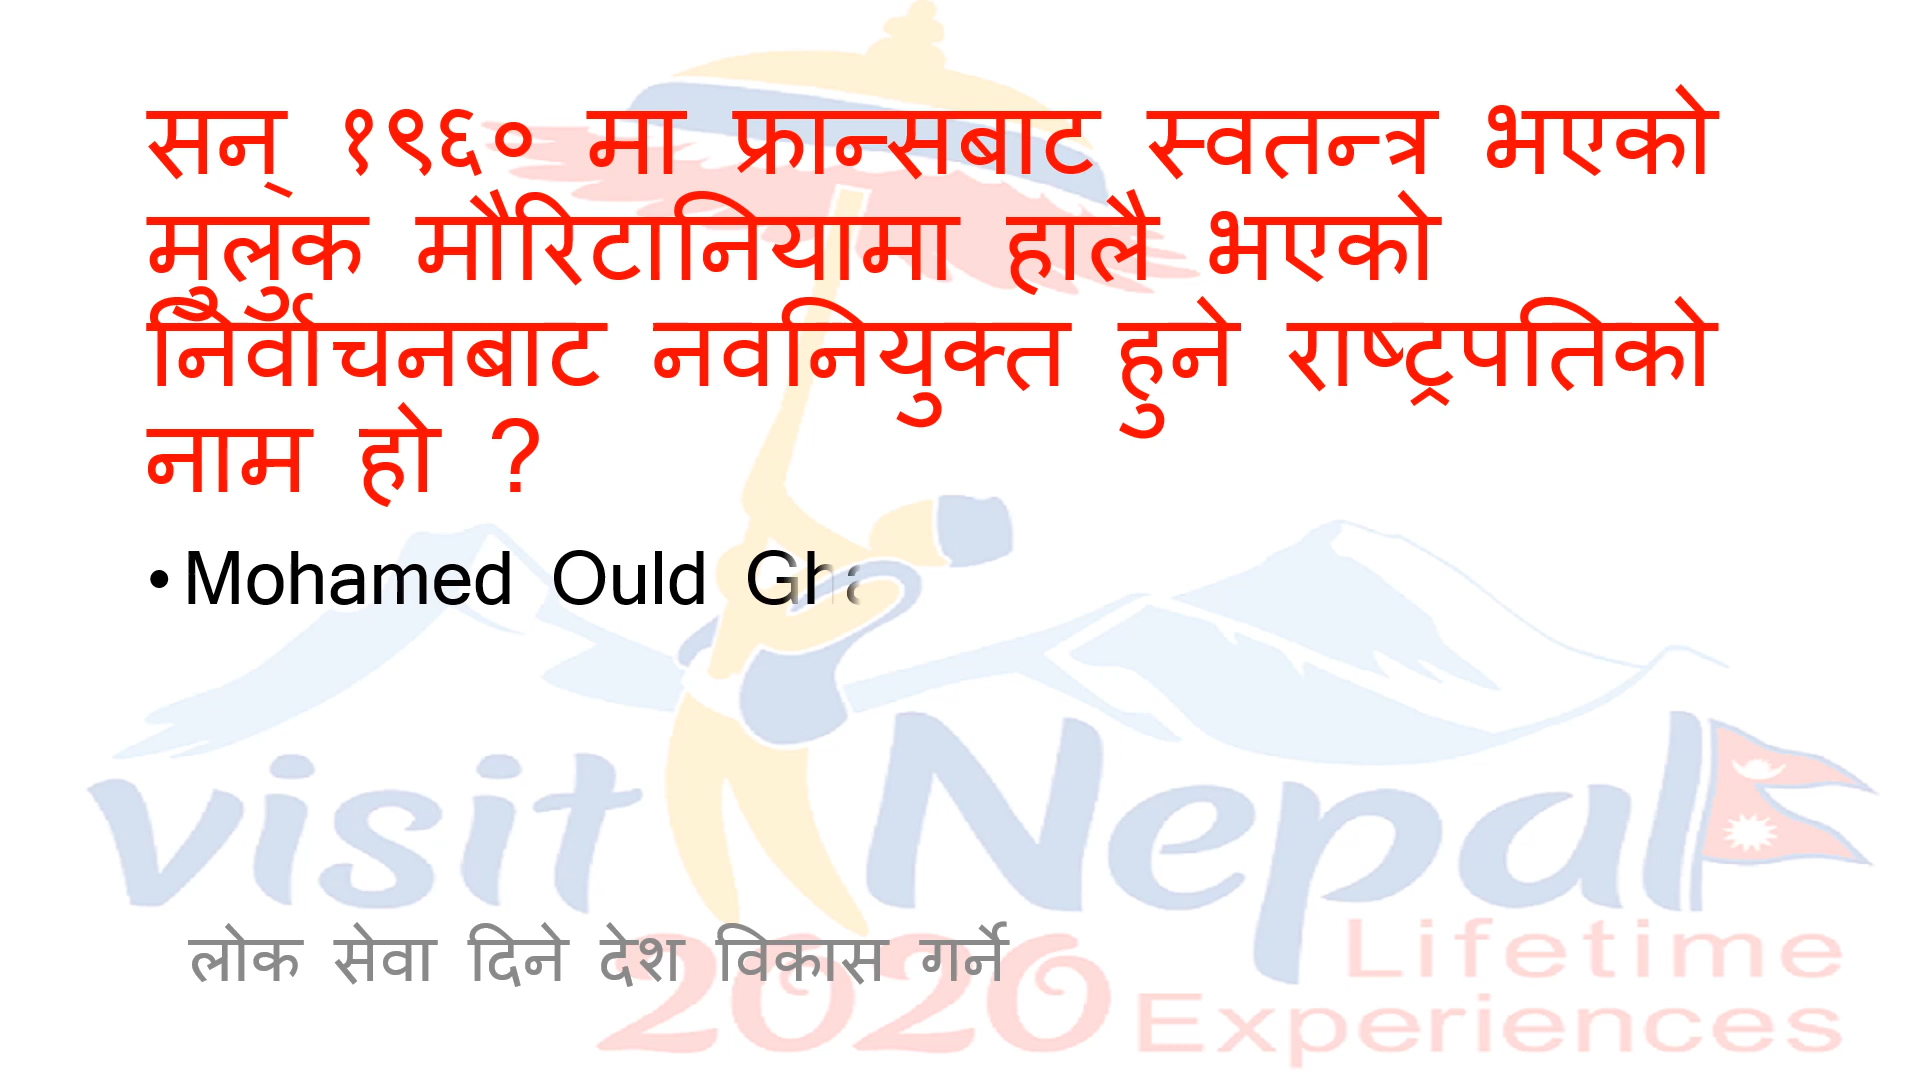 सन् १९६० मा फ्रान्सबाट स्वतन्त्र भएको
मुलुक मौरिटानियामा हालै भएको
निर्वाचनबाट नवनियुक्त हुने राष्ट्रपतिको
नाम हो ?
• Mohamed Ould
visit Nepal
लोक सेवा दिने देश विकास गर्ने
2020 Lifetime
Experiences